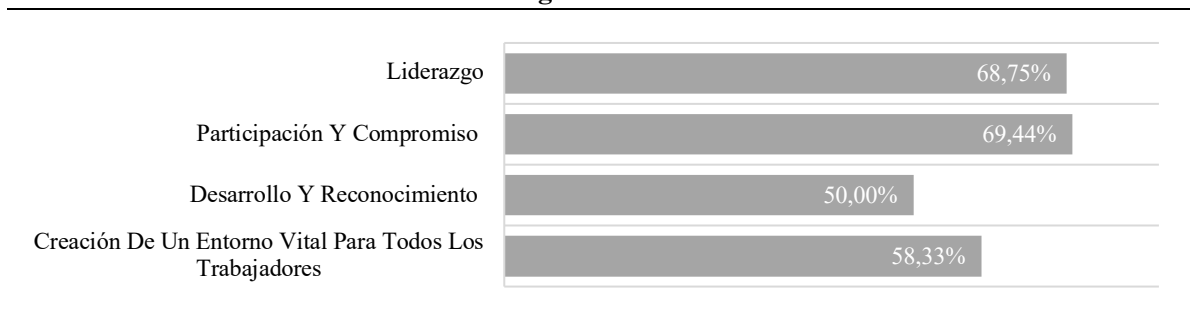 Liderazgo
68,75%
Participación Y Compromiso
69,44%
Desarrollo Y Reconocimiento
50,00%
Creación De Un Entorno Vital Para Todos Los
Trabajadores
58,33%